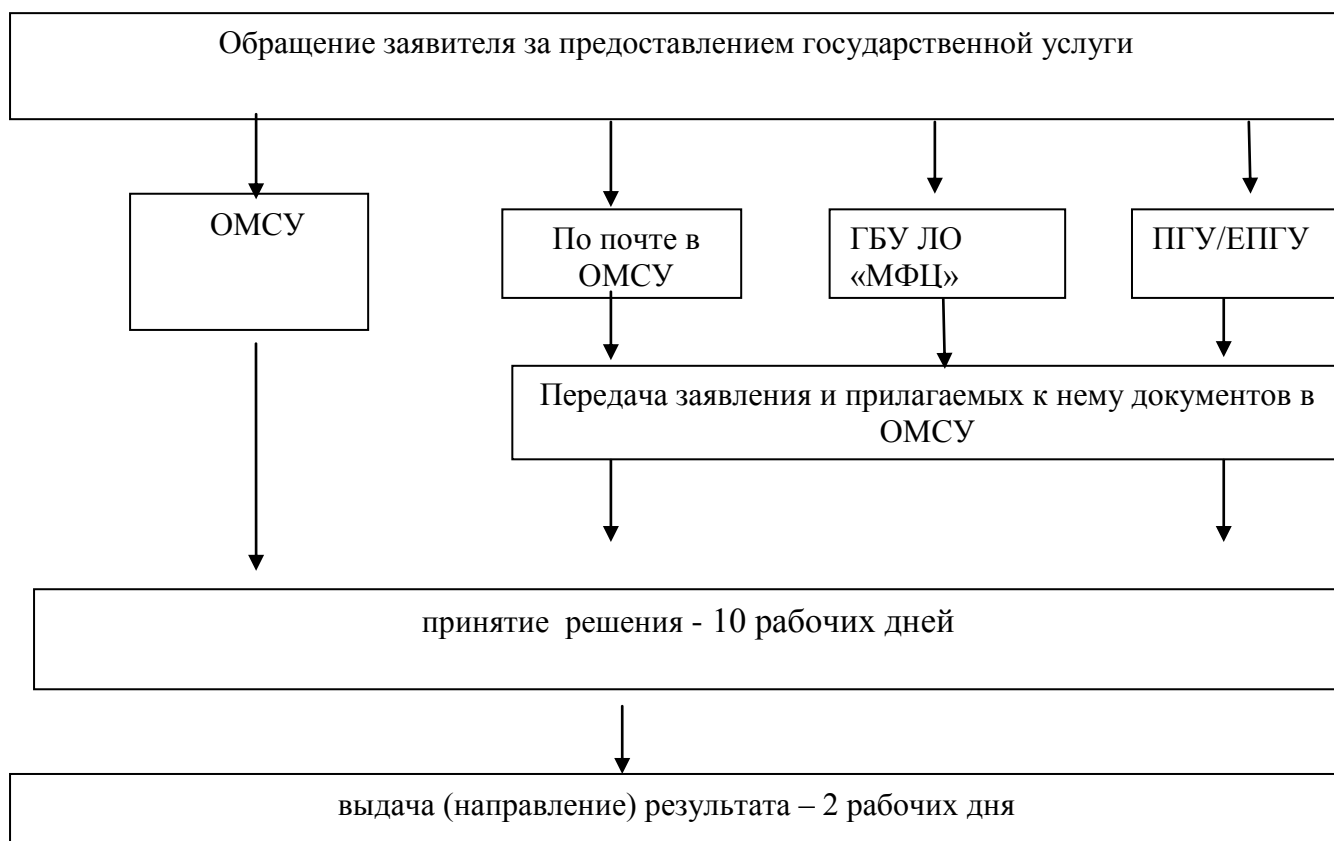 Обращение заявителя за предоставлением государственной услуги
ОМСУ
По почте в
ОМСУ
ГБУ ЛО
«МФЦ»
ПГУ/ЕПГУ
Передача заявления и прилагаемых к нему документов в
ОМСУ
принятие решения - 10 рабочих дней
выдача (направление) результата – 2 рабочих дня